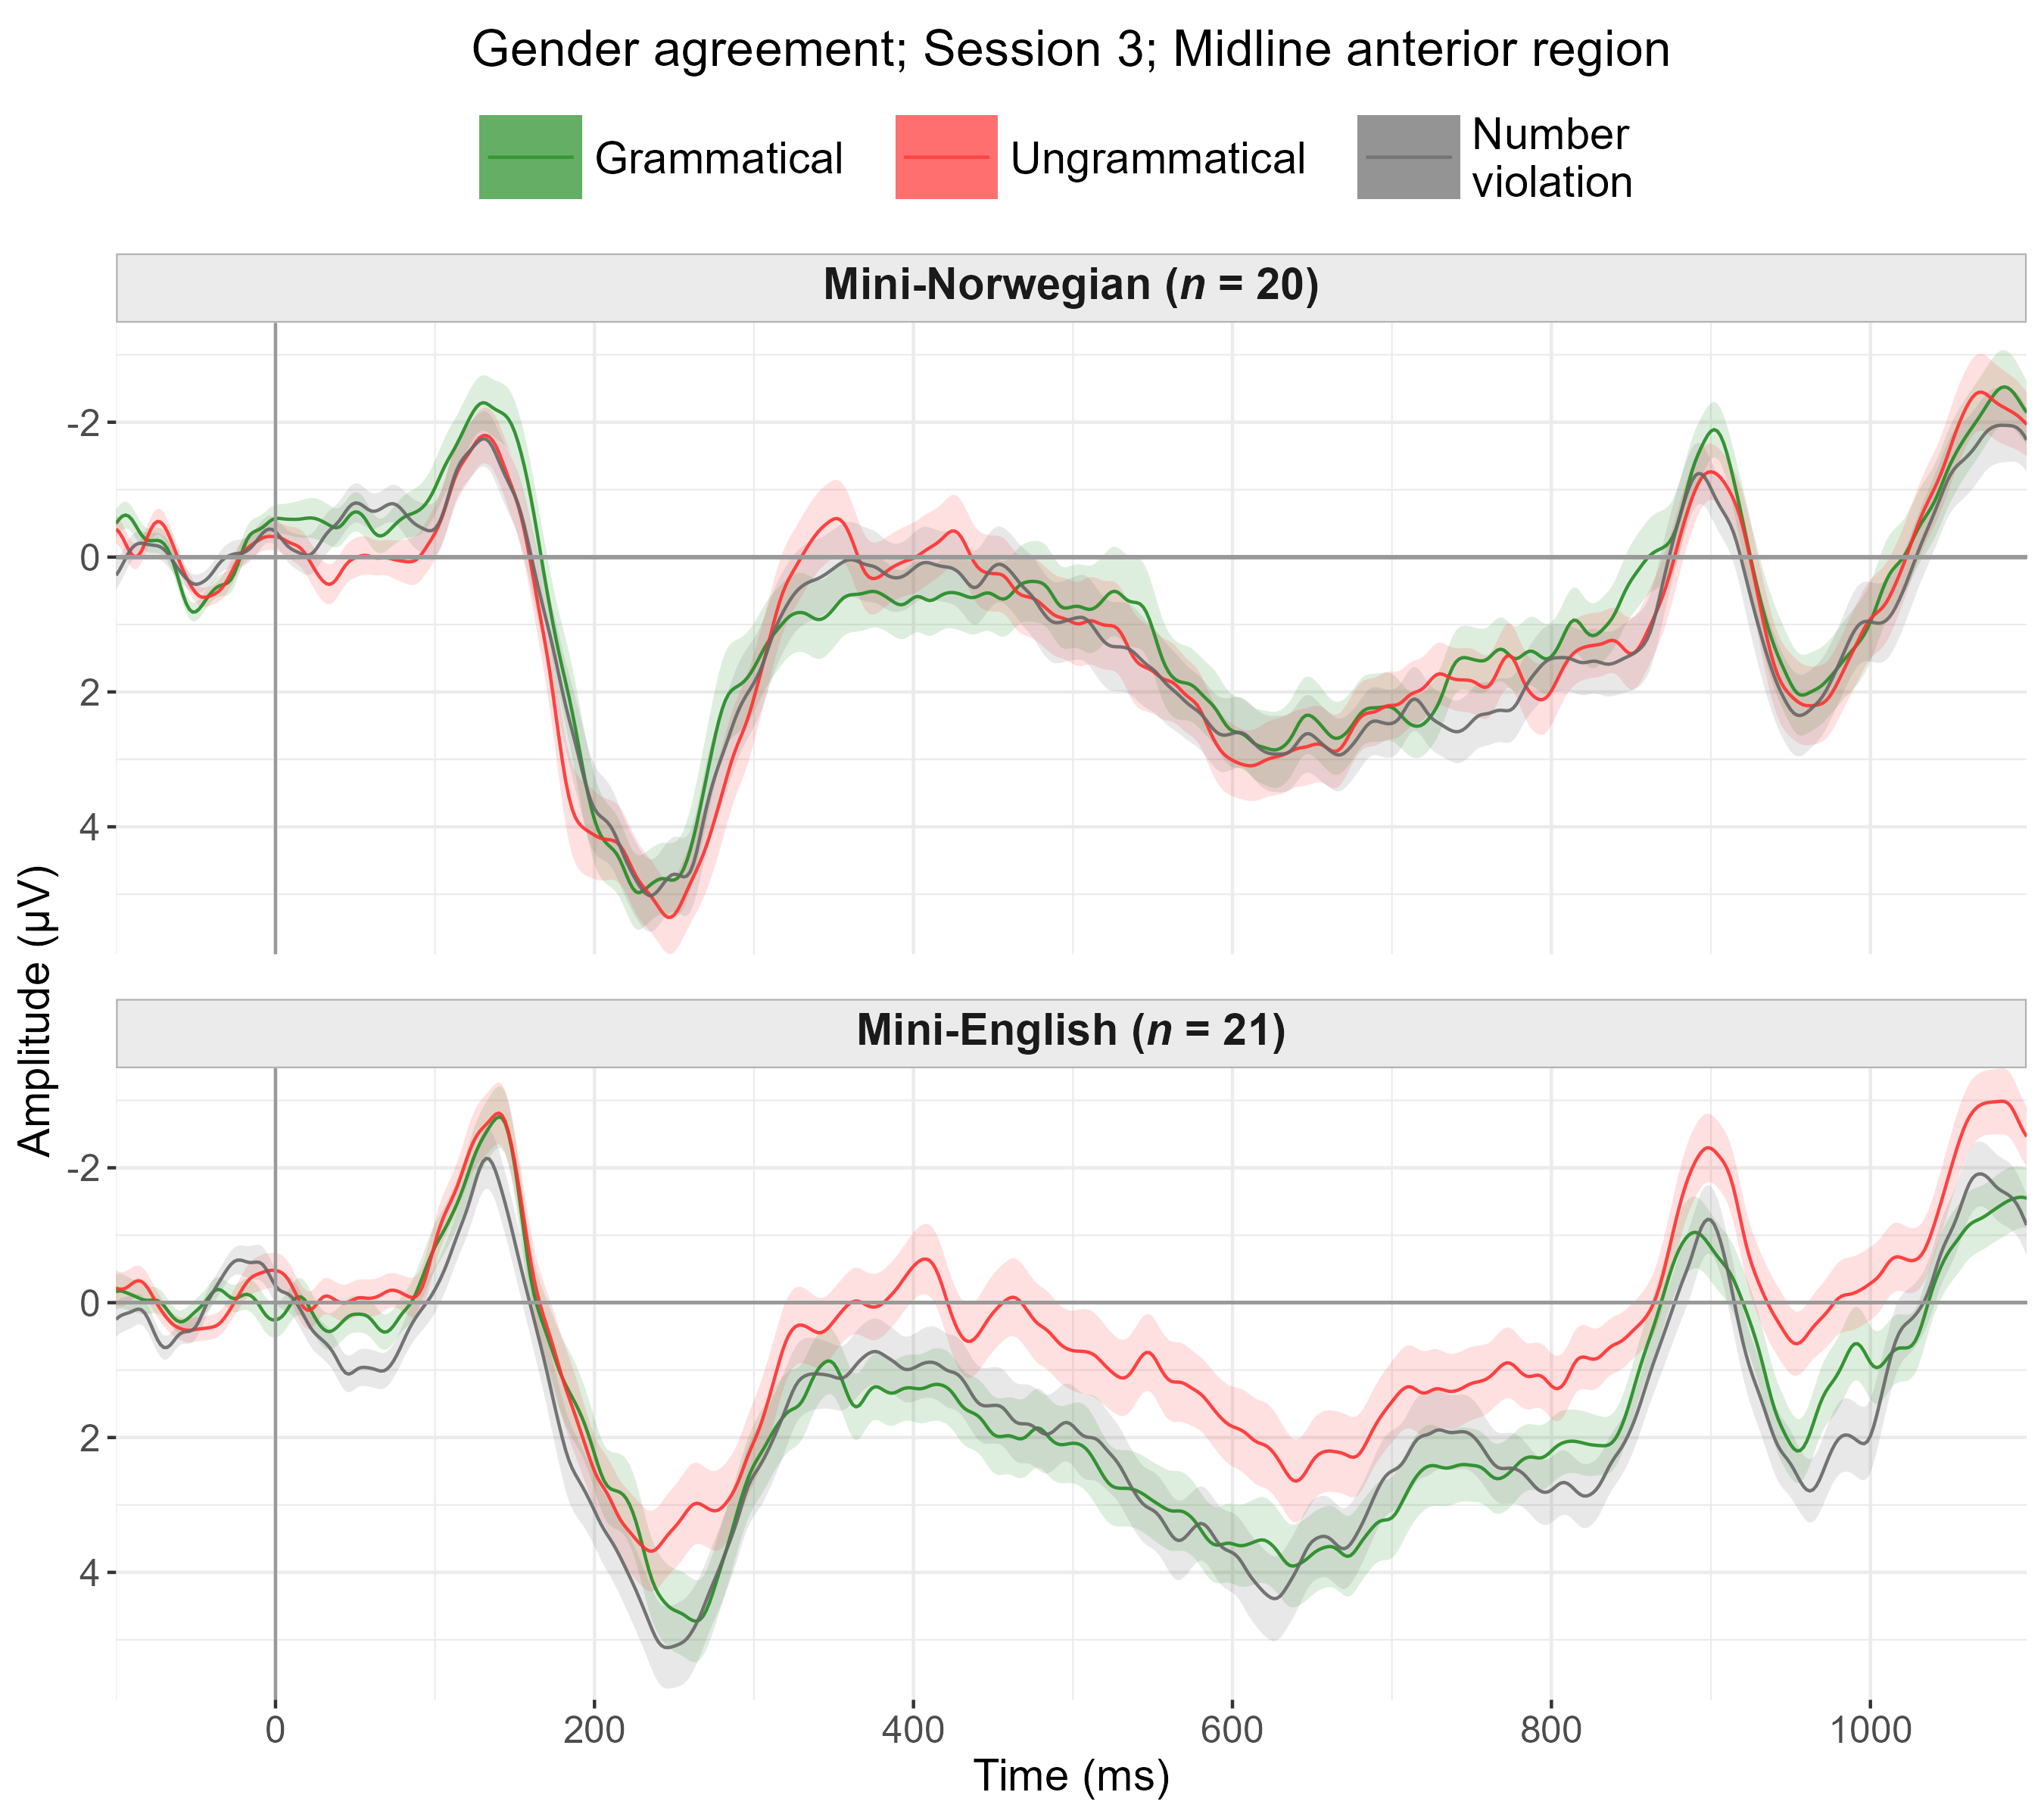 Gender agreement; Session 3; Midline anterior region
Grammatical
Ungrammatical
Number
violation
Mini-Norwegian (n = 20)
-2
0
2
4
Mini-English (n = 21)
-2
0
2
4
0
200
400
600
800
1000
Time (ms)
Amplitude (µV)